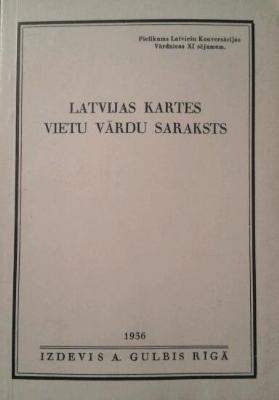 Pielikums Latviešu Konversācijas
Vārdnīcas XI sējumam.
LATVIJAS KARTES
VIETU VĀRDU SARAKSTS
1936
IZDEVIS A. GULBIS RĪGĀ